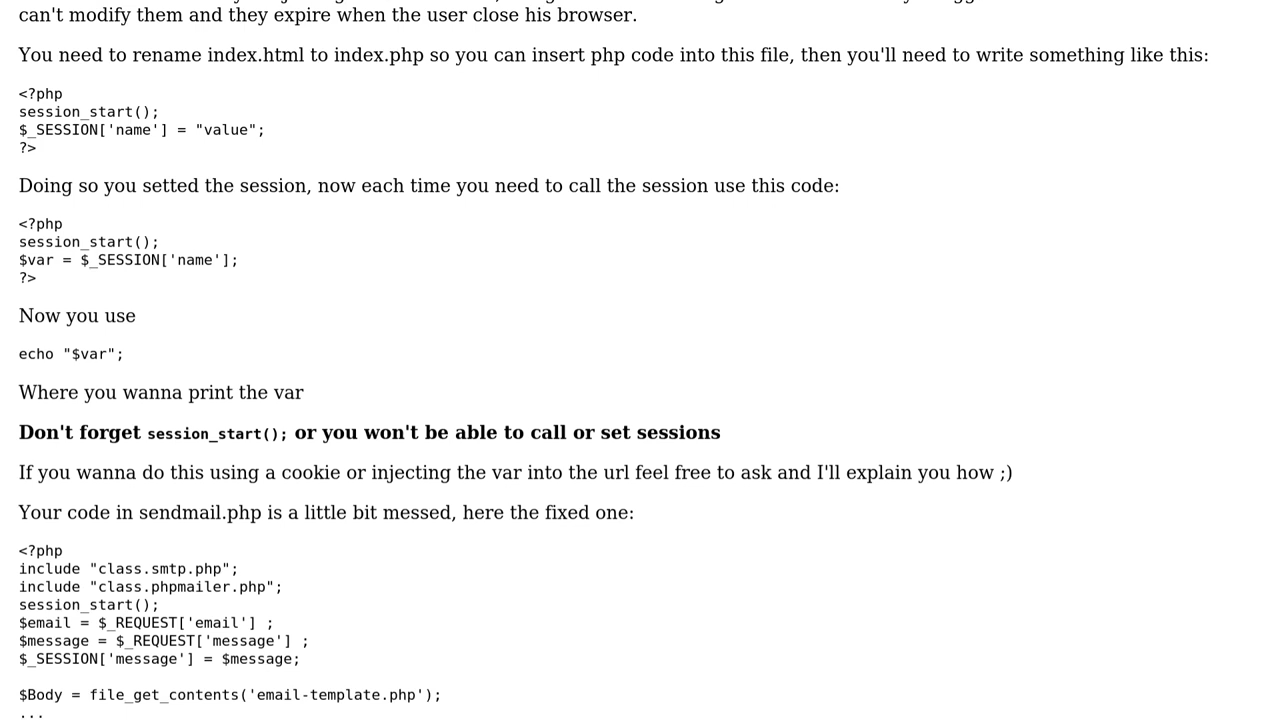 can't modify them and they expire when the user close his browser.
You need to rename index.html to index.php so you can insert php code into this file, then you'll need to write something like this:
<?php
session_start();
$_SESSION['name'] = "value";
?>
Doing so you setted the session, now each time you need to call the session use this code:
<?php
session_start();
$var = $_SESSION['name'];
?>
Now you use
echo "$var";
Where you wanna print the var
Don't forget session_start(); or you won't be able to call or set sessions
If you wanna do this using a cookie or injecting the var into the url feel free to ask and I'll explain you how ;)
Your code in sendmail.php is a little bit messed, here the fixed one:
<?php
include "class.smtp.php";
include "class.phpmailer.php";
session_start();
$email = $_REQUEST['email'] ;
$message = $_REQUEST['message'] ;
$_SESSION['message'] = $message;
$Body = file_get_contents('email-template.php');
...